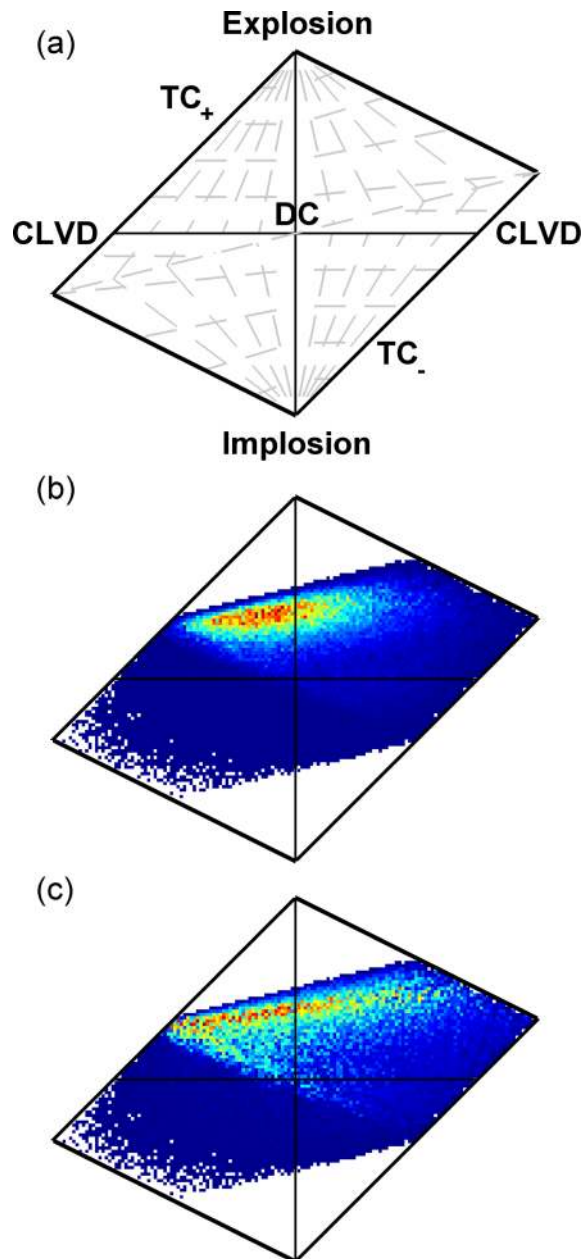 (a)
Explosion
TC+
DC
CLVD
CLVD
TC-
Implosion
(b)
(c)